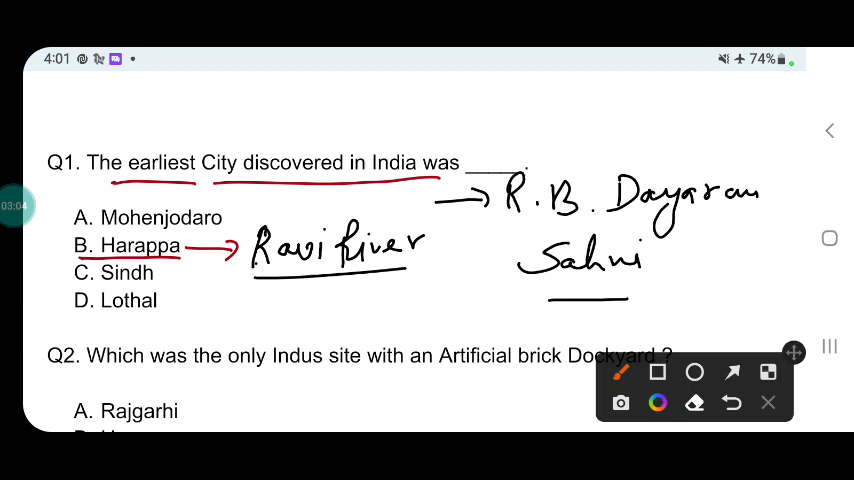 4:01
74%
Q1. The earliest City discovered in India was ______
→ R. B. Dayaram
03:04
A. Mohenjodaro
B. Harappa → Ravi River
Sahni
C. Sindh
D. Lothal
Q2. Which was the only Indus site with an Artificial brick Dockyard ?
A. Rajgarhi